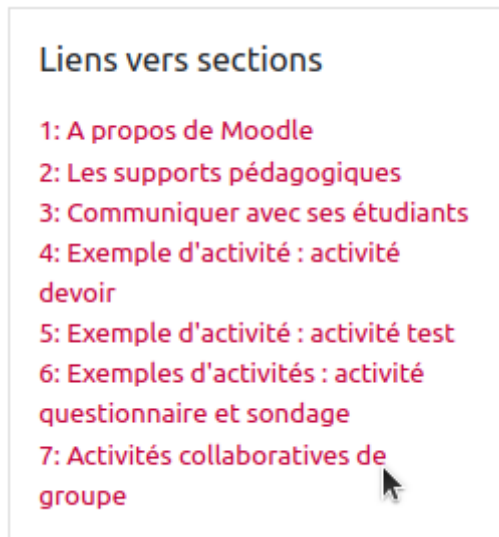 Liens vers sections
1: A propos de Moodle
2: Les supports pédagogiques
3: Communiquer avec ses étudiants
4: Exemple d'activité : activité
devoir
5: Exemple d'activité : activité test
6: Exemples d'activités : activité
questionnaire et sondage
7: Activités collaboratives de
groupe